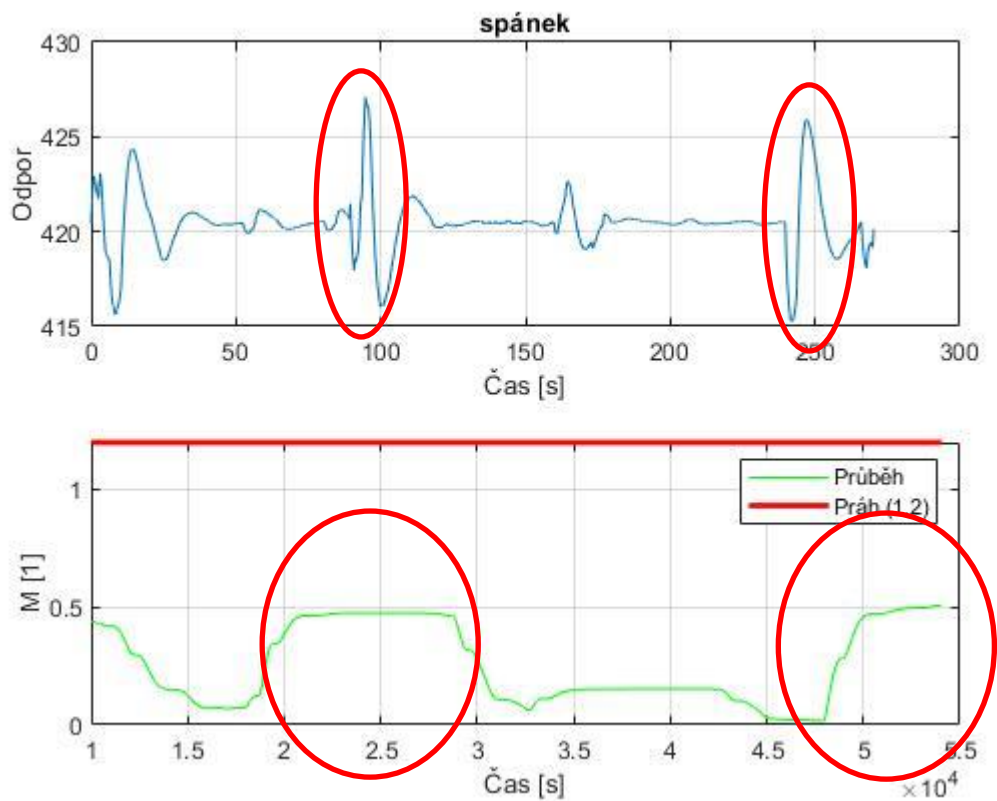 spánek
430
425
420
415
Odpor
0 50 100 150 200 250 300
Čas [s]
Průběh
Práh (1.2)
1
0.5
0
M [1]
1 1.5 2 2.5 3 3.5 4 4.5 5 5.5
Čas [s]
×10⁴